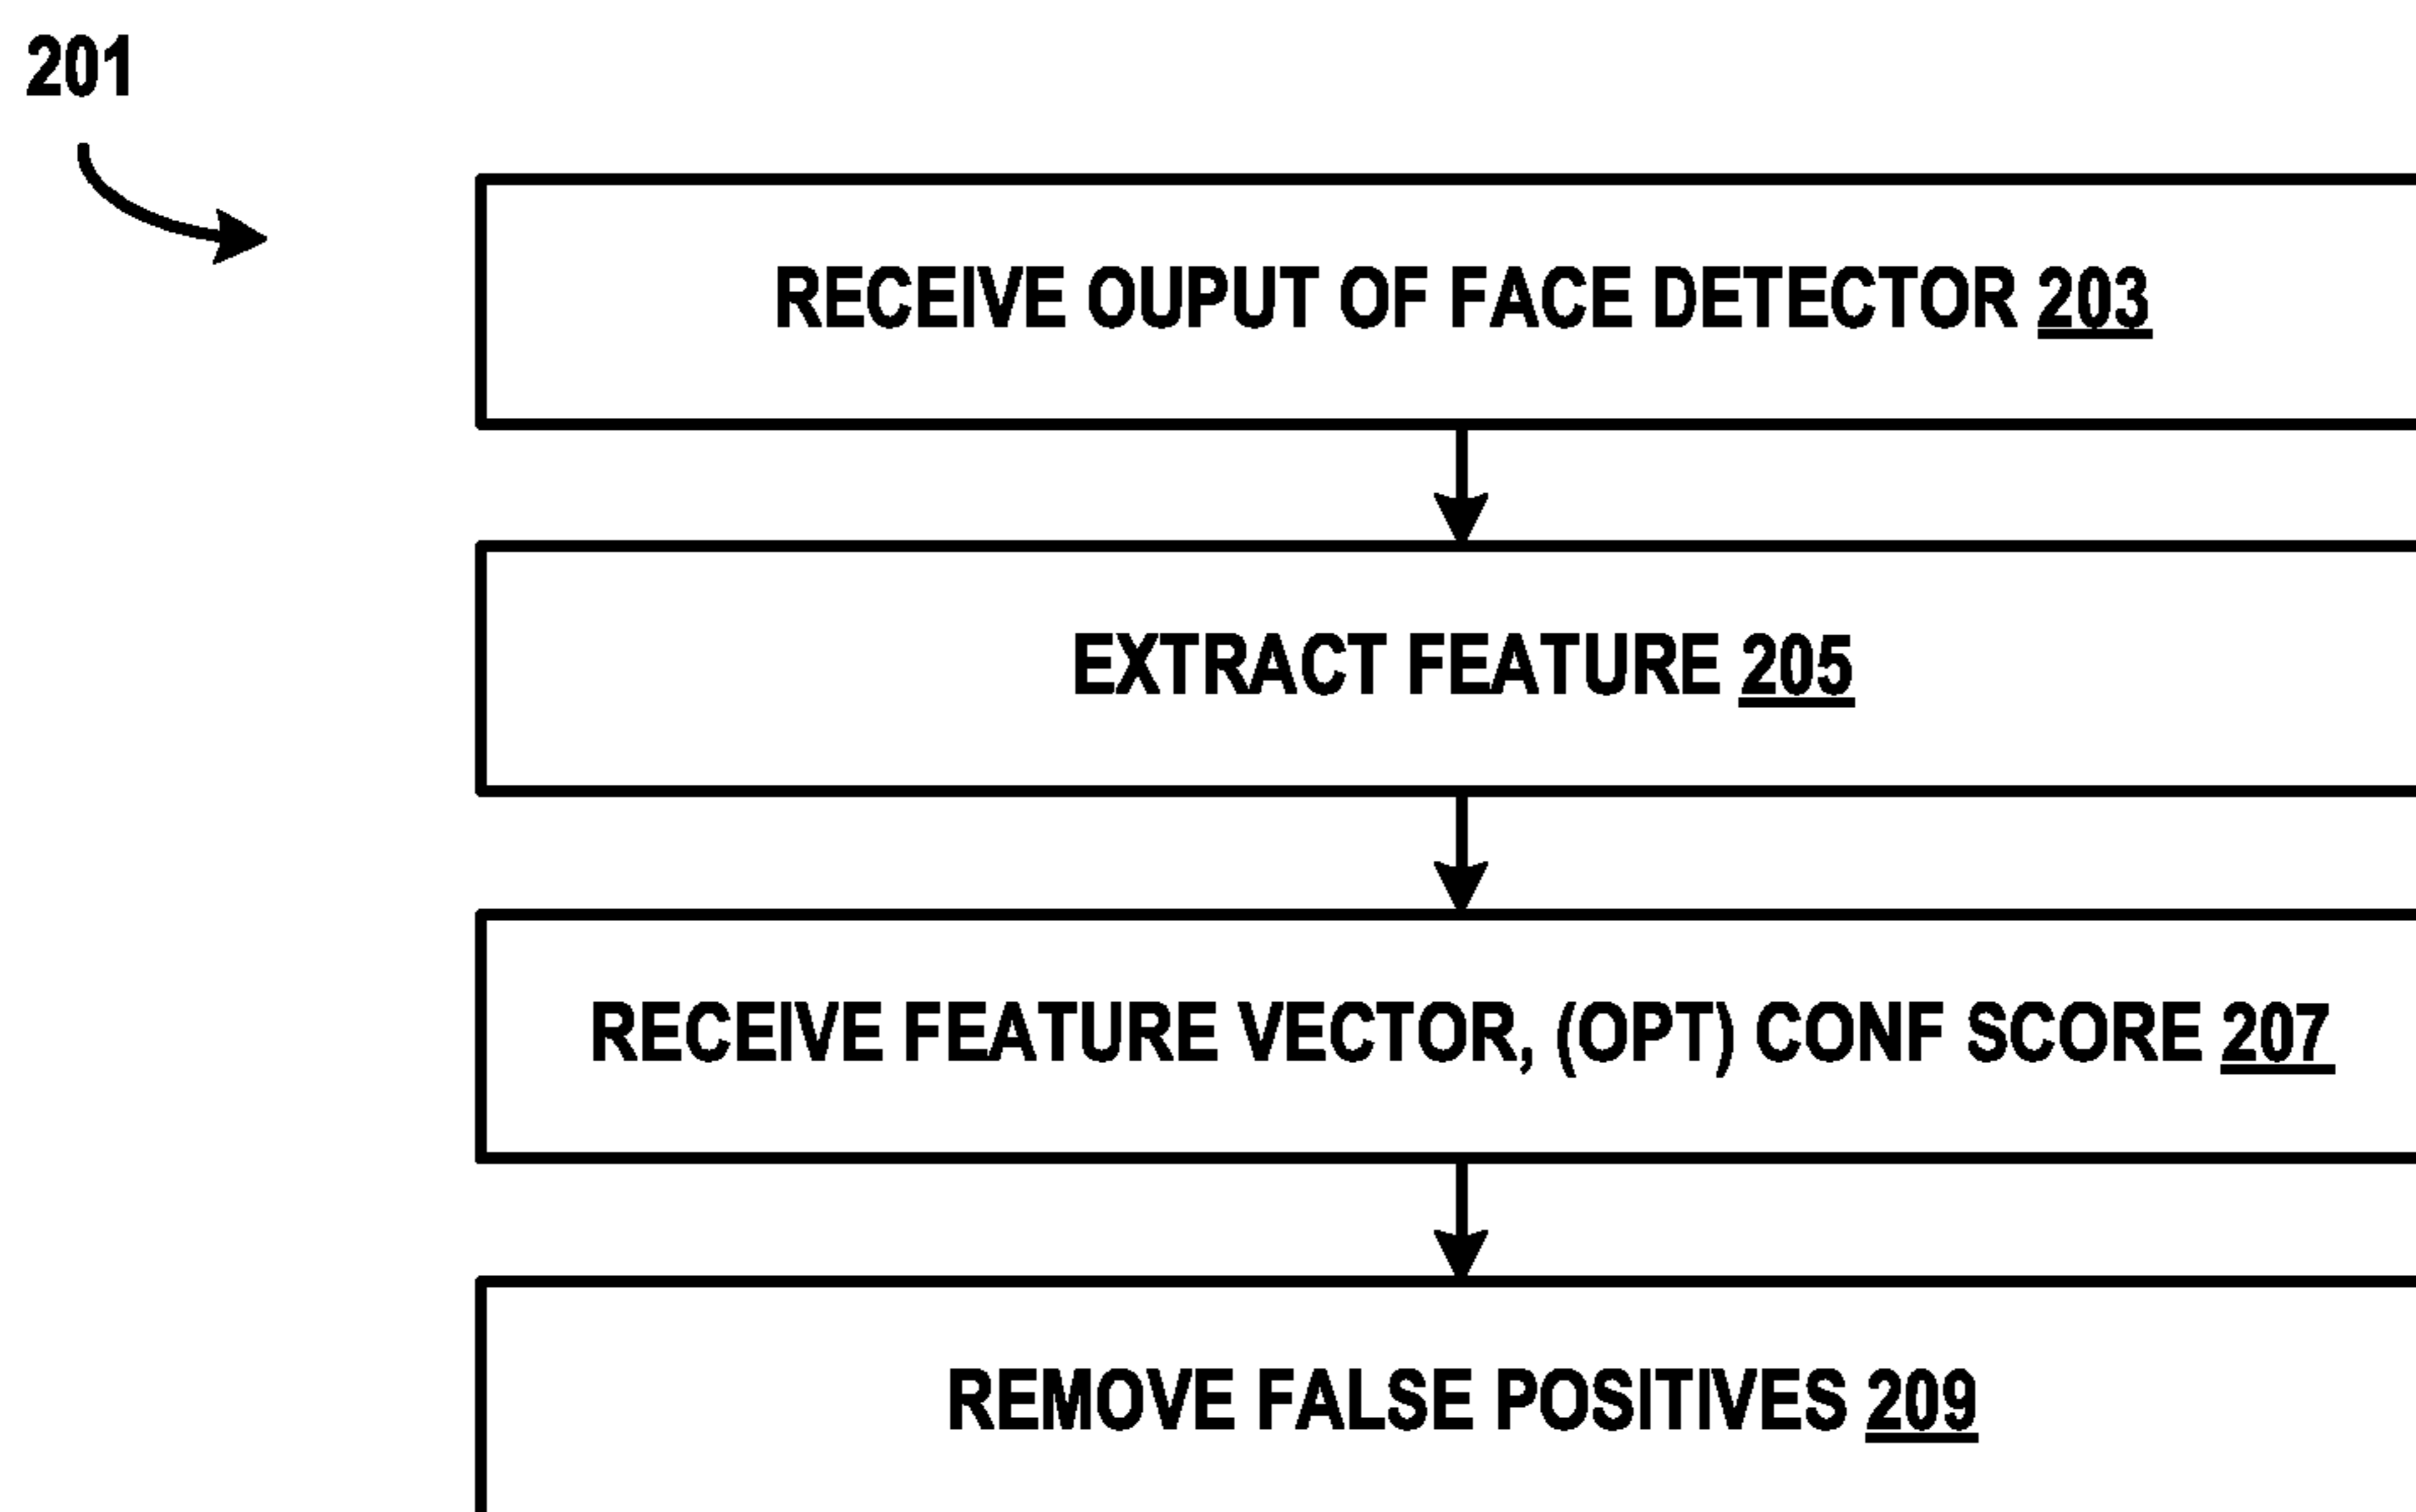 201
RECEIVE OUPUT OF FACE DETECTOR 203
EXTRACT FEATURE 205
RECEIVE FEATURE VECTOR, (OPT) CONF SCORE 207
REMOVE FALSE POSITIVES 209